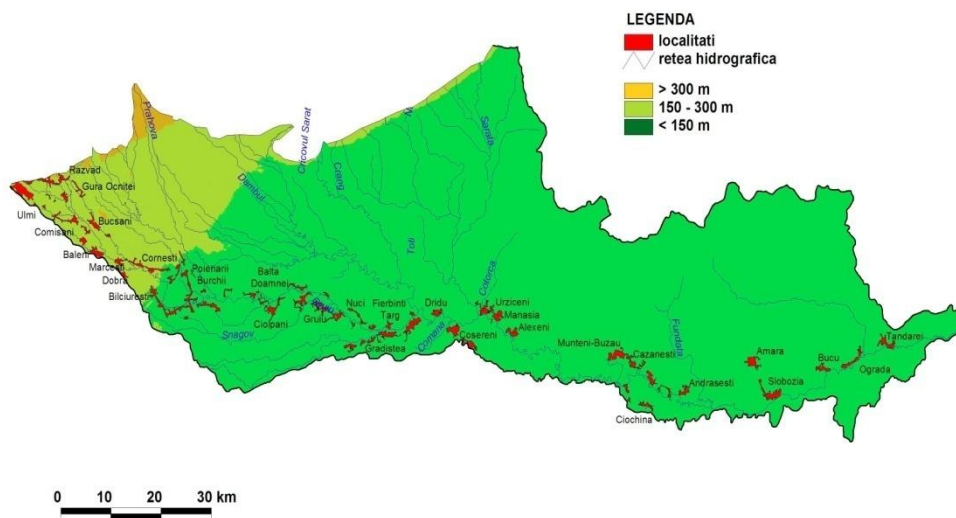 LEGENDA
localitati
retea hidrografica
> 300 m
150 - 300 m
< 150 m
Prahova
Cricovul Sarat
Sarata
Razvad
Gura Ocnitei
Crang
Dambul
Ulmi
Bucsani
Comisani
Toti
Balem
Cornesti
Marcesti
Poienarii
Burchii
Balta
Doamnei
Cotorca
Dobra
Bilciuresti
Nuci
Fierbinti
Targ
Dridu
Urziceni
Manasia
Gruiu
Ciolpani
Snagov
Gradistea
Comana
Cosereni
Alexeni
Fundata
Tandarei
Munteni-Buzau
Cazanesti
Amara
Bucu
Ograda
Andrasesti
Slobozia
Ciochina
0 10 20 30 km